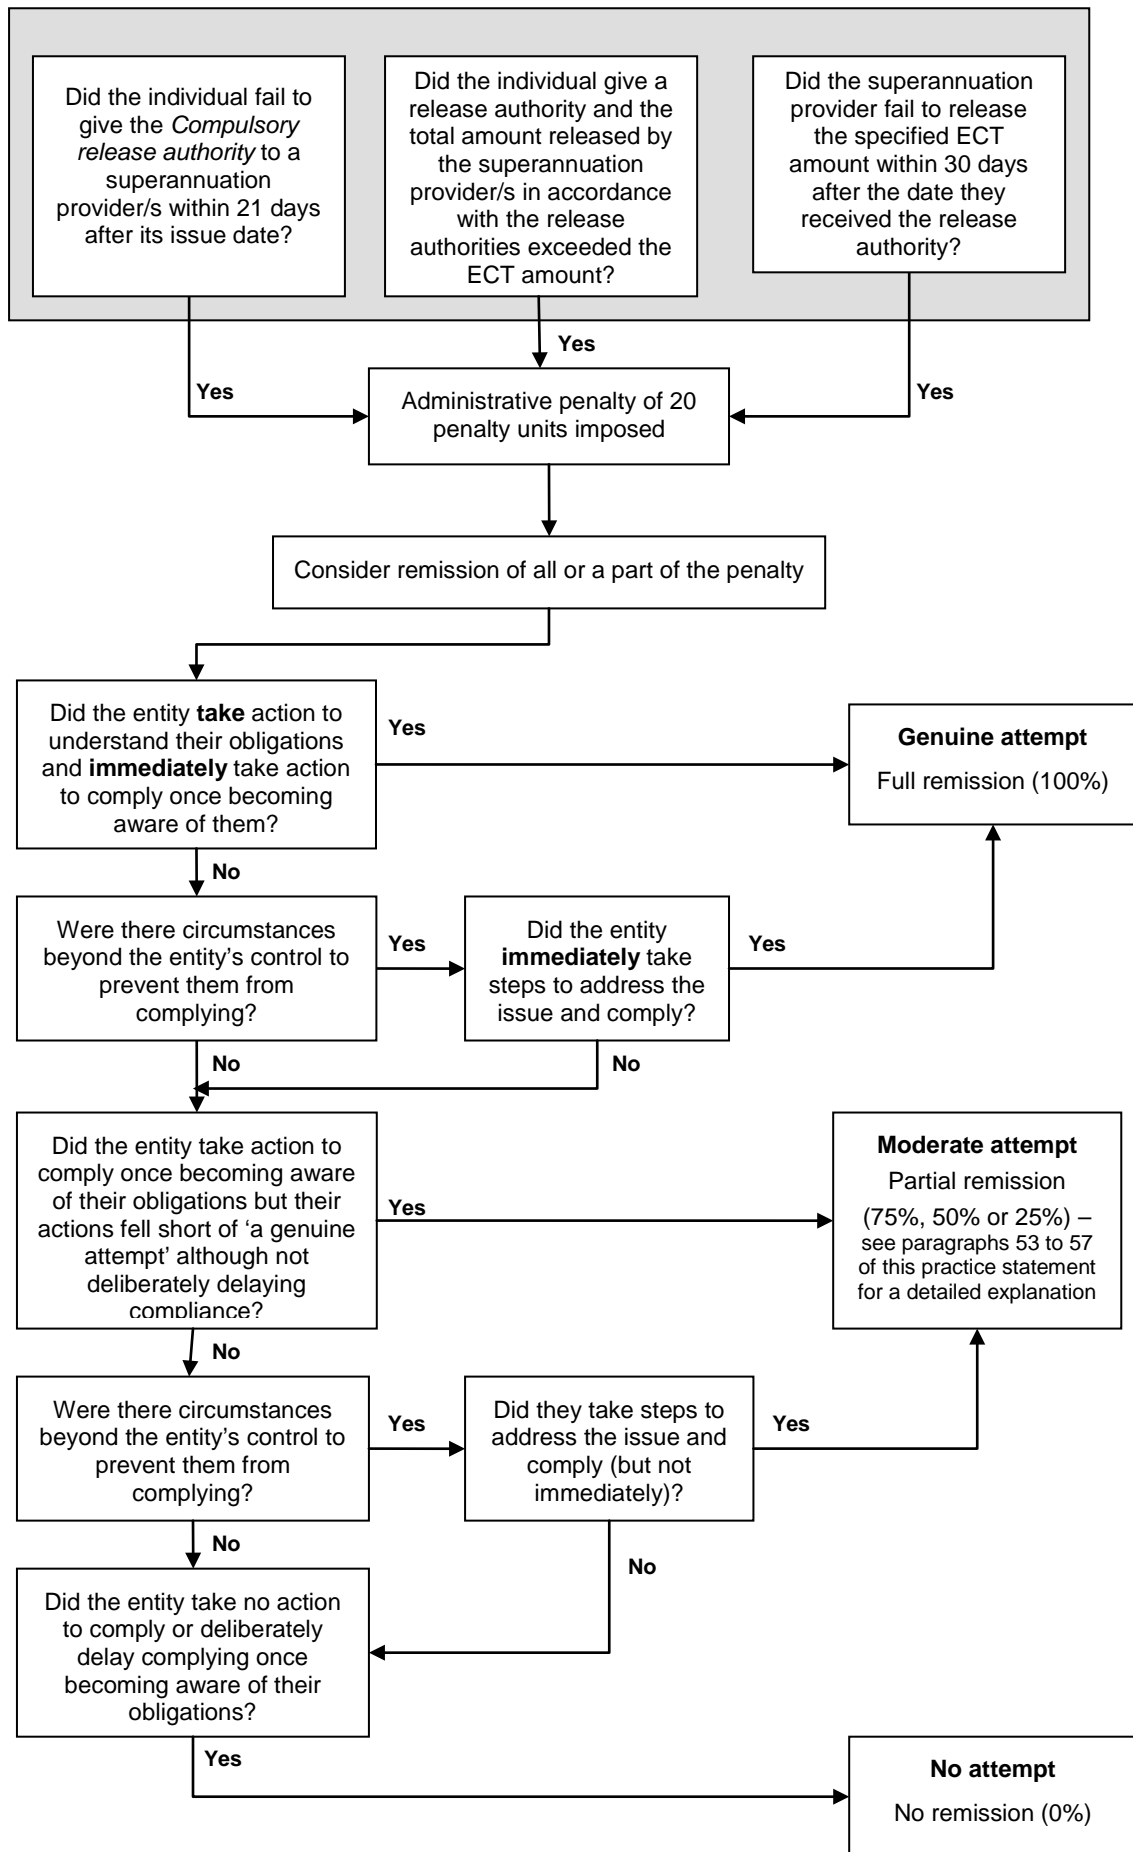 Did the individual fail to
give the Compulsory
release authority to a
superannuation
provider/s within 21 days
after its issue date?
Did the individual give a
release authority and the
total amount released by
the superannuation
provider/s in accordance
with the release
authorities exceeded the
ECT amount?
Did the superannuation
provider fail to release
the specified ECT
amount within 30 days
after the date they
received the release
authority?
Yes
Yes
Yes
Administrative penalty of 20
penalty units imposed
Consider remission of all or a part of the penalty
Did the entity take action to
understand their obligations
and immediately take action
to comply once becoming
aware of them?
Yes
Genuine attempt
Full remission (100%)
No
Were there circumstances
beyond the entity's control to
prevent them from
complying?
Yes
Did the entity
immediately take
steps to address the
issue and comply?
Yes
No
No
Did the entity take action to
comply once becoming aware
of their obligations but their
actions fell short of 'a genuine
attempt' although not
deliberately delaying
compliance?
Yes
Moderate attempt
Partial remission
(75%, 50% or 25%) –
see paragraphs 53 to 57
of this practice statement
for a detailed explanation
No
Were there circumstances
beyond the entity's control to
prevent them from
complying?
Yes
Did they take steps to
address the issue and
comply (but not
immediately)?
Yes
No
No
Did the entity take no action
to comply or deliberately
delay complying once
becoming aware of their
obligations?
Yes
No attempt
No remission (0%)